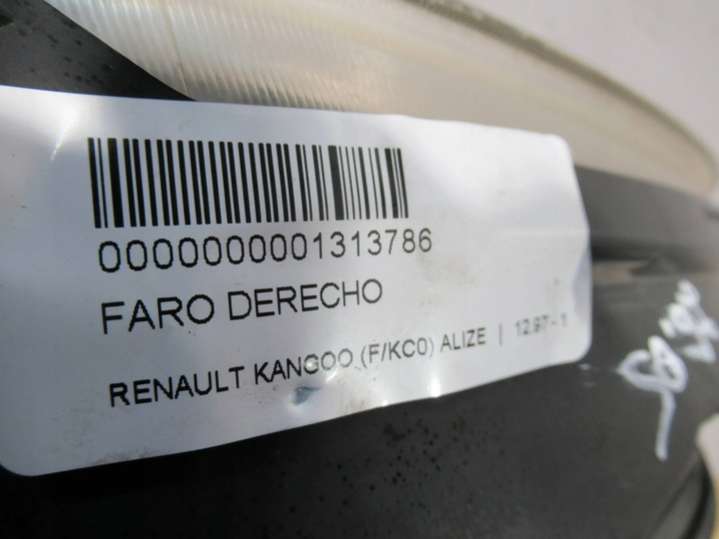 0000000001313786
FARO DERECHO
RENAULT KANGOO (F/KC0) ALIZE | 12.97 - 1